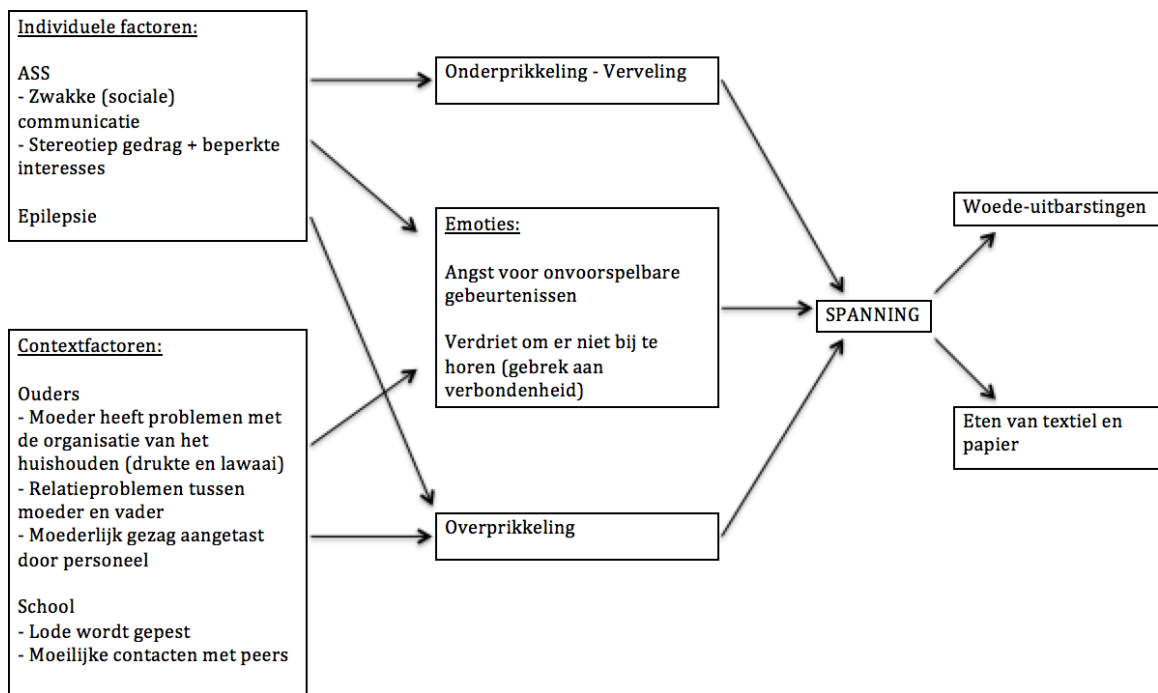 Individuele factoren:
ASS
- Zwakke (sociale)
communicatie
- Stereotiep gedrag + beperkte
interesses
Epilepsie
Contextfactoren:
Ouders
- Moeder heeft problemen met
de organisatie van het
huishouden (drukte en lawaai)
- Relatieproblemen tussen
moeder en vader
- Moederlijk gezag aangetast
door personeel
School
- Lode wordt gepest
- Moeilijke contacten met peers
Onderprikkeling - Verveling
Emoties:
Angst voor onvoorspelbare
gebeurtenissen
Verdriet om er niet bij te
horen (gebrek aan
verbondenheid)
Overprikkeling
SPANNING
Woede-uitbarstingen
Eten van textiel en
papier